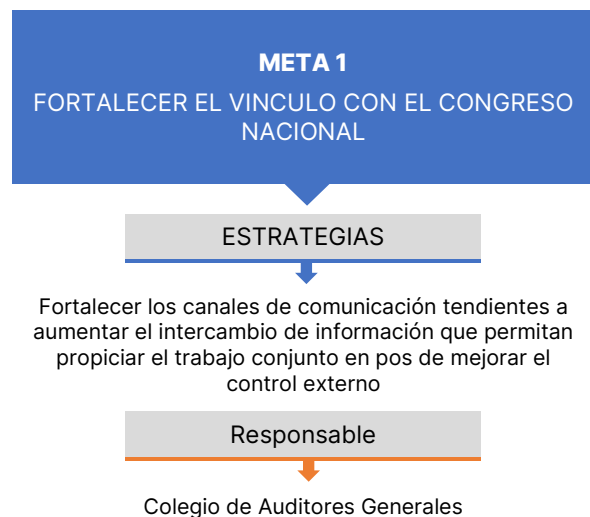 META 1
FORTALECER EL VINCULO CON EL CONGRESO
NACIONAL
ESTRATEGIAS
Fortalecer los canales de comunicación tendientes a
aumentar el intercambio de información que permitan
propiciar el trabajo conjunto en pos de mejorar el
control externo
Responsable
Colegio de Auditores Generales